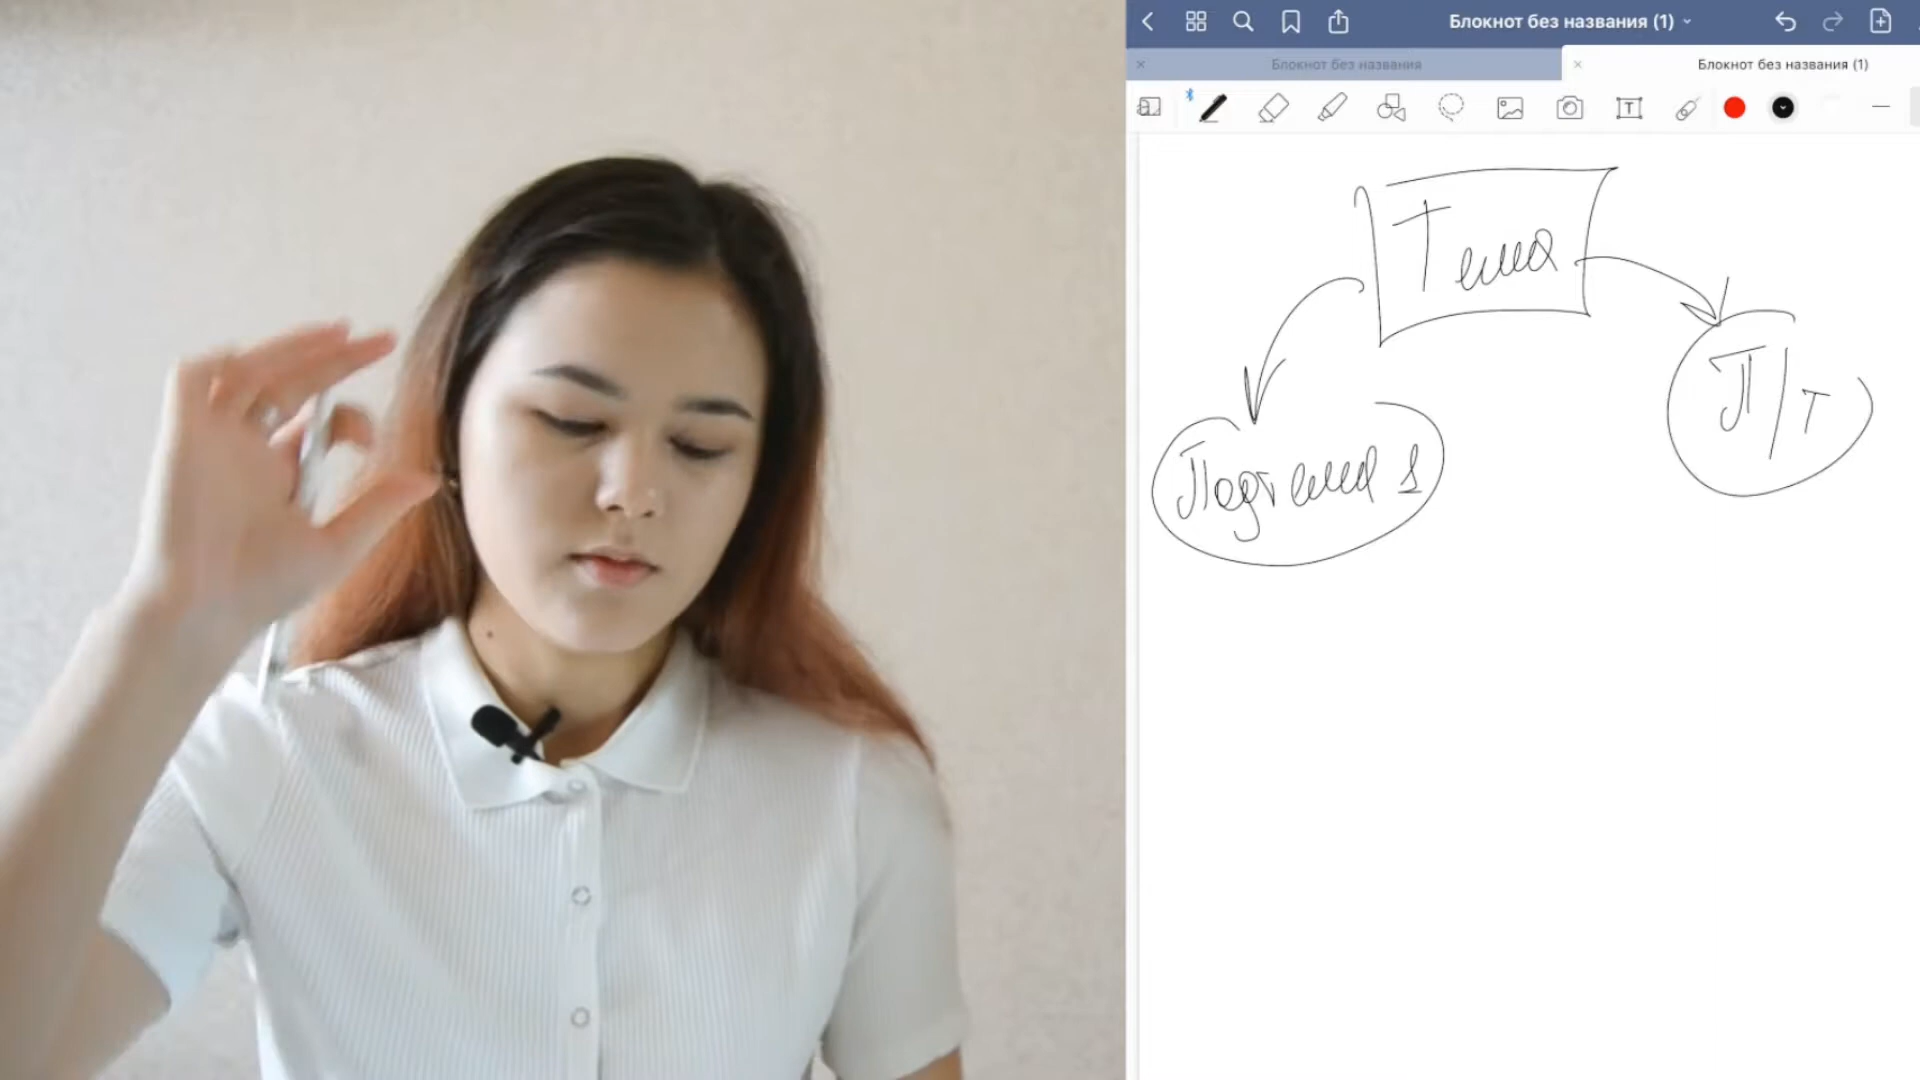 Блокнот без названия (1)
Блокнот без названия
Блокнот без названия (1)
T
Тема
Подтема 1
П/т